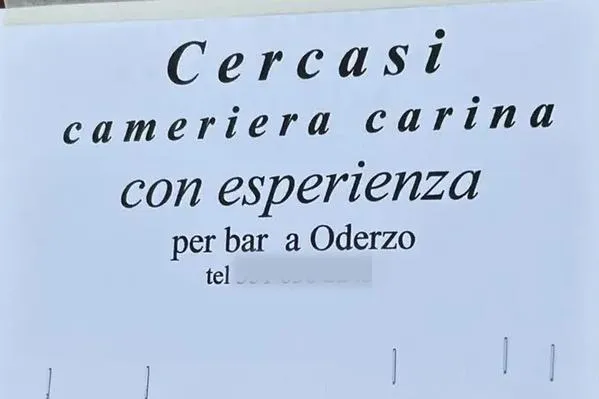 Cercasi
cameriera carina
con esperienza
per bar a Oderzo
tel